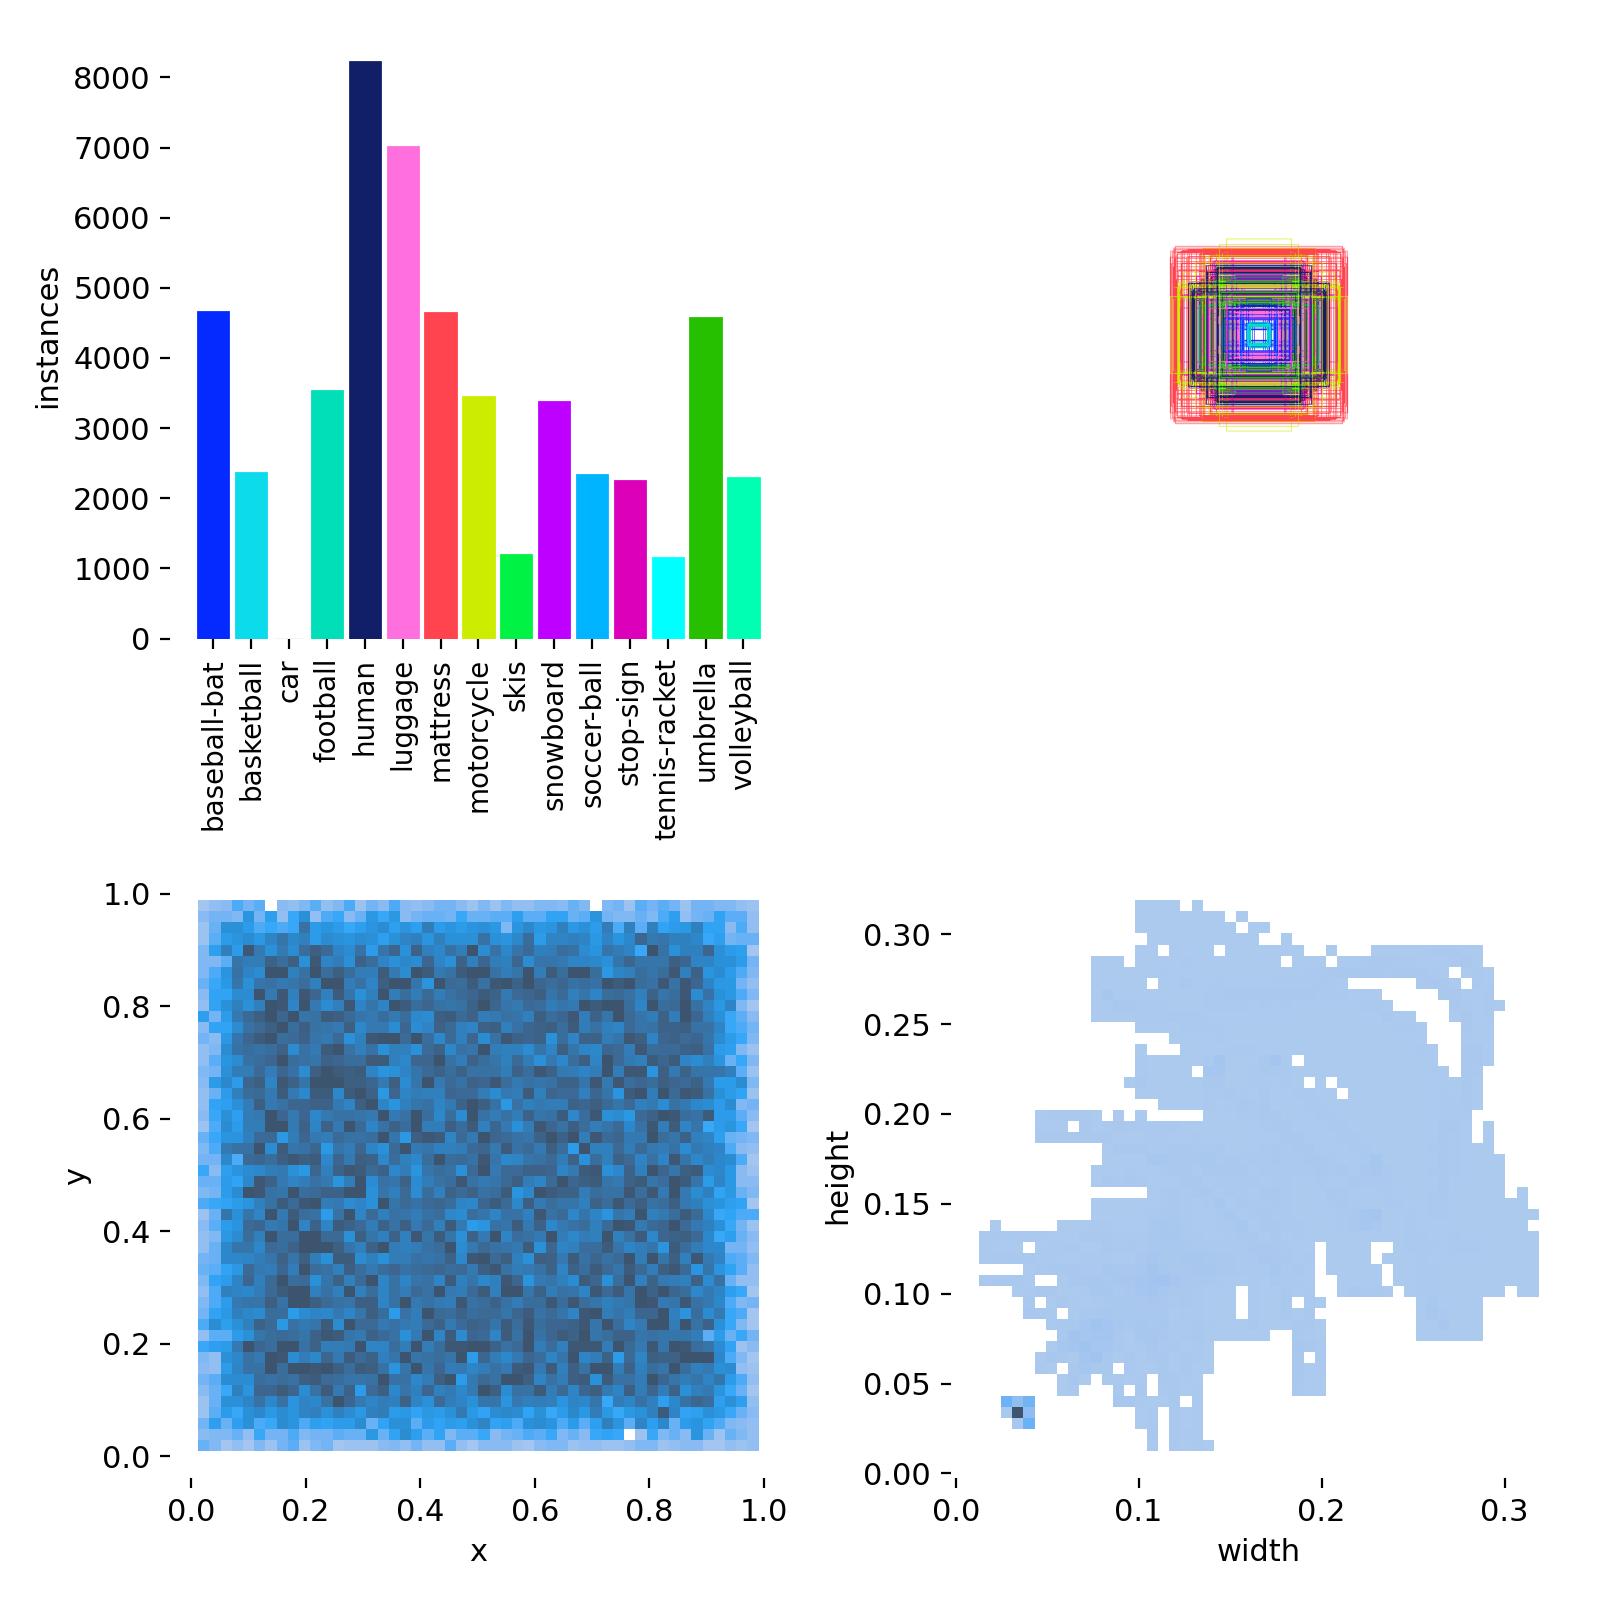 8000
7000
6000
5000
4000
3000
2000
1000
0
instances
baseball-bat
basketball
car
football
human
luggage
mattress
motorcycle
skis
snowboard
soccer-ball
stop-sign
tennis-racket
umbrella
volleyball
1.0
0.8
0.6
0.4
0.2
0.0
y
0.0 0.2 0.4 0.6 0.8 1.0
x
0.30
0.25
0.20
0.15
0.10
0.05
0.00
height
0.0 0.1 0.2 0.3
width